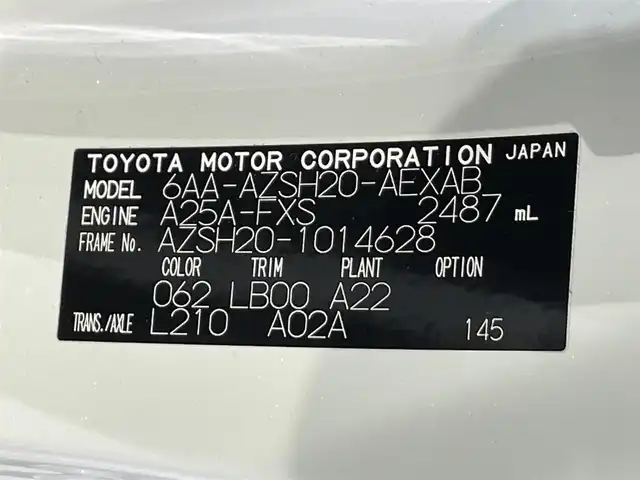 TOYOTA MOTOR CORPORATION JAPAN
MODEL 6AA-AZSH20-AEXAB
ENGINE A25A-FXS 2487 mL
FRAME No. AZSH20-1014628
COLOR TRIM PLANT OPTION
062 LB00 A22
TRANS./AXLE L210 A02A 145